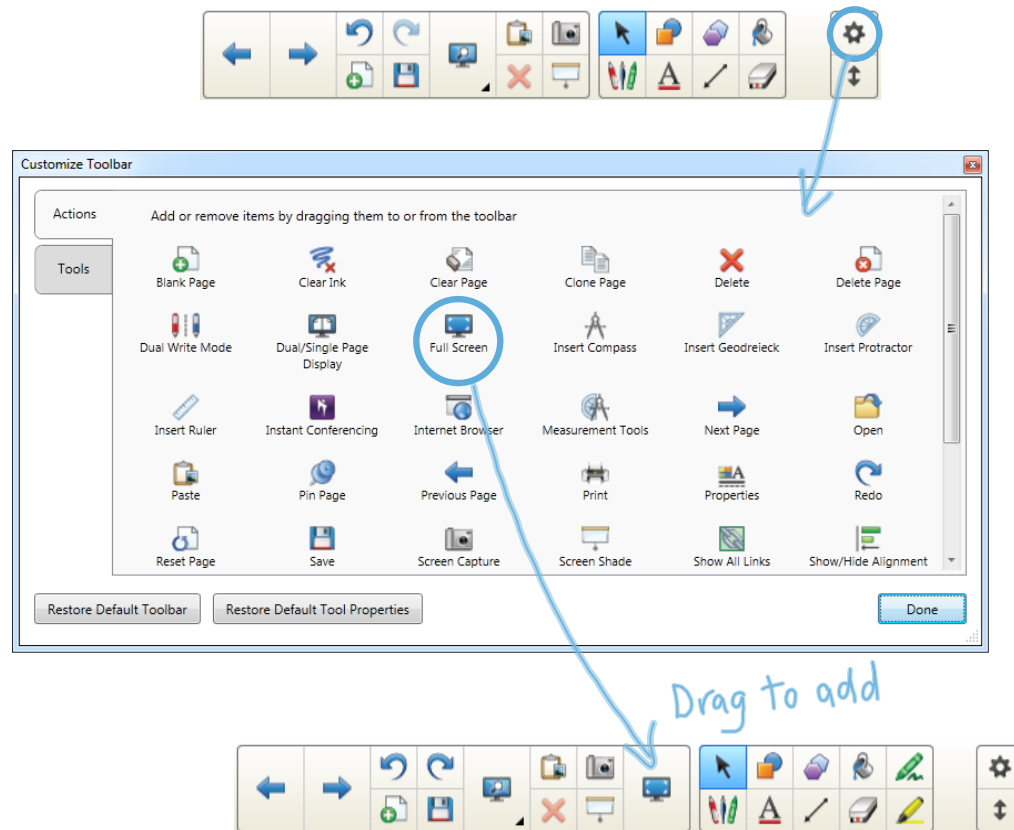 Customize Toolbar
Actions
Add or remove items by dragging them to or from the toolbar
Tools
Blank Page
Clear Ink
Clear Page
Clone Page
Delete
Delete Page
Dual Write Mode
Dual/Single Page
Display
Full Screen
Insert Compass
Insert Geodreieck
Insert Protractor
Insert Ruler
Instant Conferencing
Internet Browser
Measurement Tools
Next Page
Open
Paste
Pin Page
Previous Page
Print
Properties
Redo
Reset Page
Save
Screen Capture
Screen Shade
Show All Links
Show/Hide Alignment
Restore Default Toolbar
Restore Default Tool Properties
Done
Drag to add